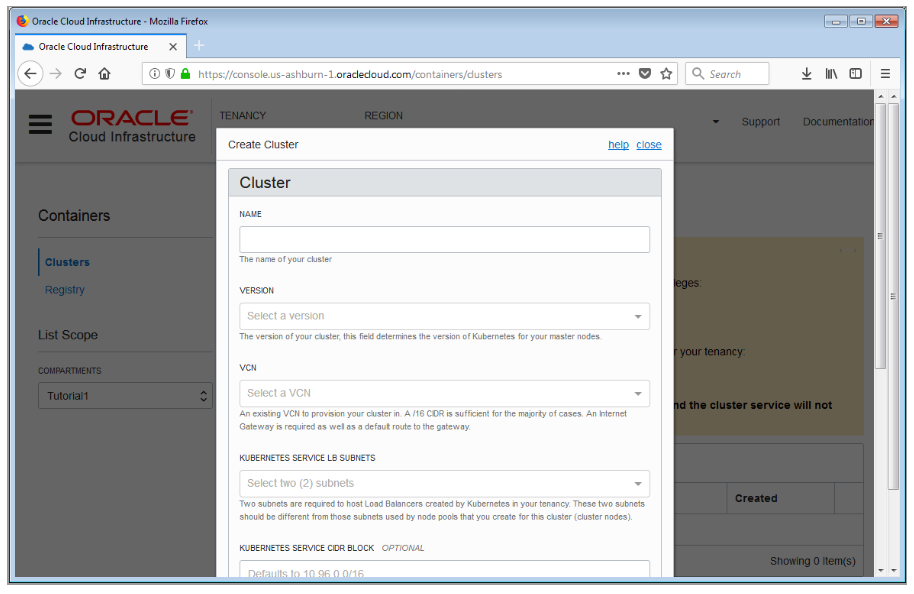 Oracle Cloud Infrastructure - Mozilla Firefox
Oracle Cloud Infrastructure
https://console.us-ashburn-1.oraclecloud.com/containers/clusters
Search
ORACLE
Cloud Infrastructure
TENANCY
REGION
Support
Documentation
Create Cluster
help
close
Containers
Clusters
Registry
List Scope
COMPARTMENTS
Tutorial1
Cluster
NAME
The name of your cluster
VERSION
Select a version
The version of your cluster, this field determines the version of Kubernetes for your master nodes.
VCN
Select a VCN
An existing VCN to provision your cluster in. A /16 CIDR is sufficient for the majority of cases. An Internet
Gateway is required as well as a default route to the gateway.
KUBERNETES SERVICE LB SUBNETS
Select two (2) subnets
Two subnets are required to host Load Balancers created by Kubernetes in your tenancy. These two subnets
should be different from those subnets used by node pools that you create for this cluster (cluster nodes).
KUBERNETES SERVICE CIDR BLOCK OPTIONAL
Defaults to 10.96.0.0/16
leges:
r your tenancy:
nd the cluster service will not
Created
Showing 0 Item(s)